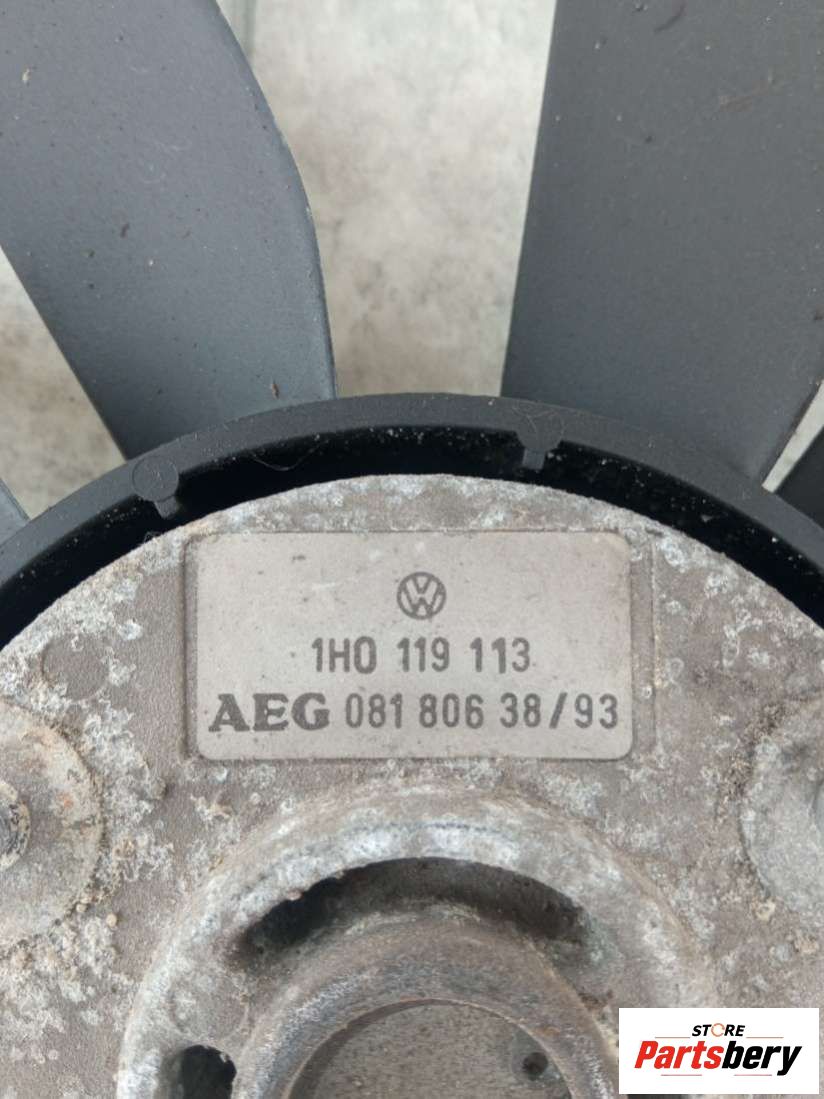 1H0 119 113
AEG 081 806 38/93
STORE
Partsbery